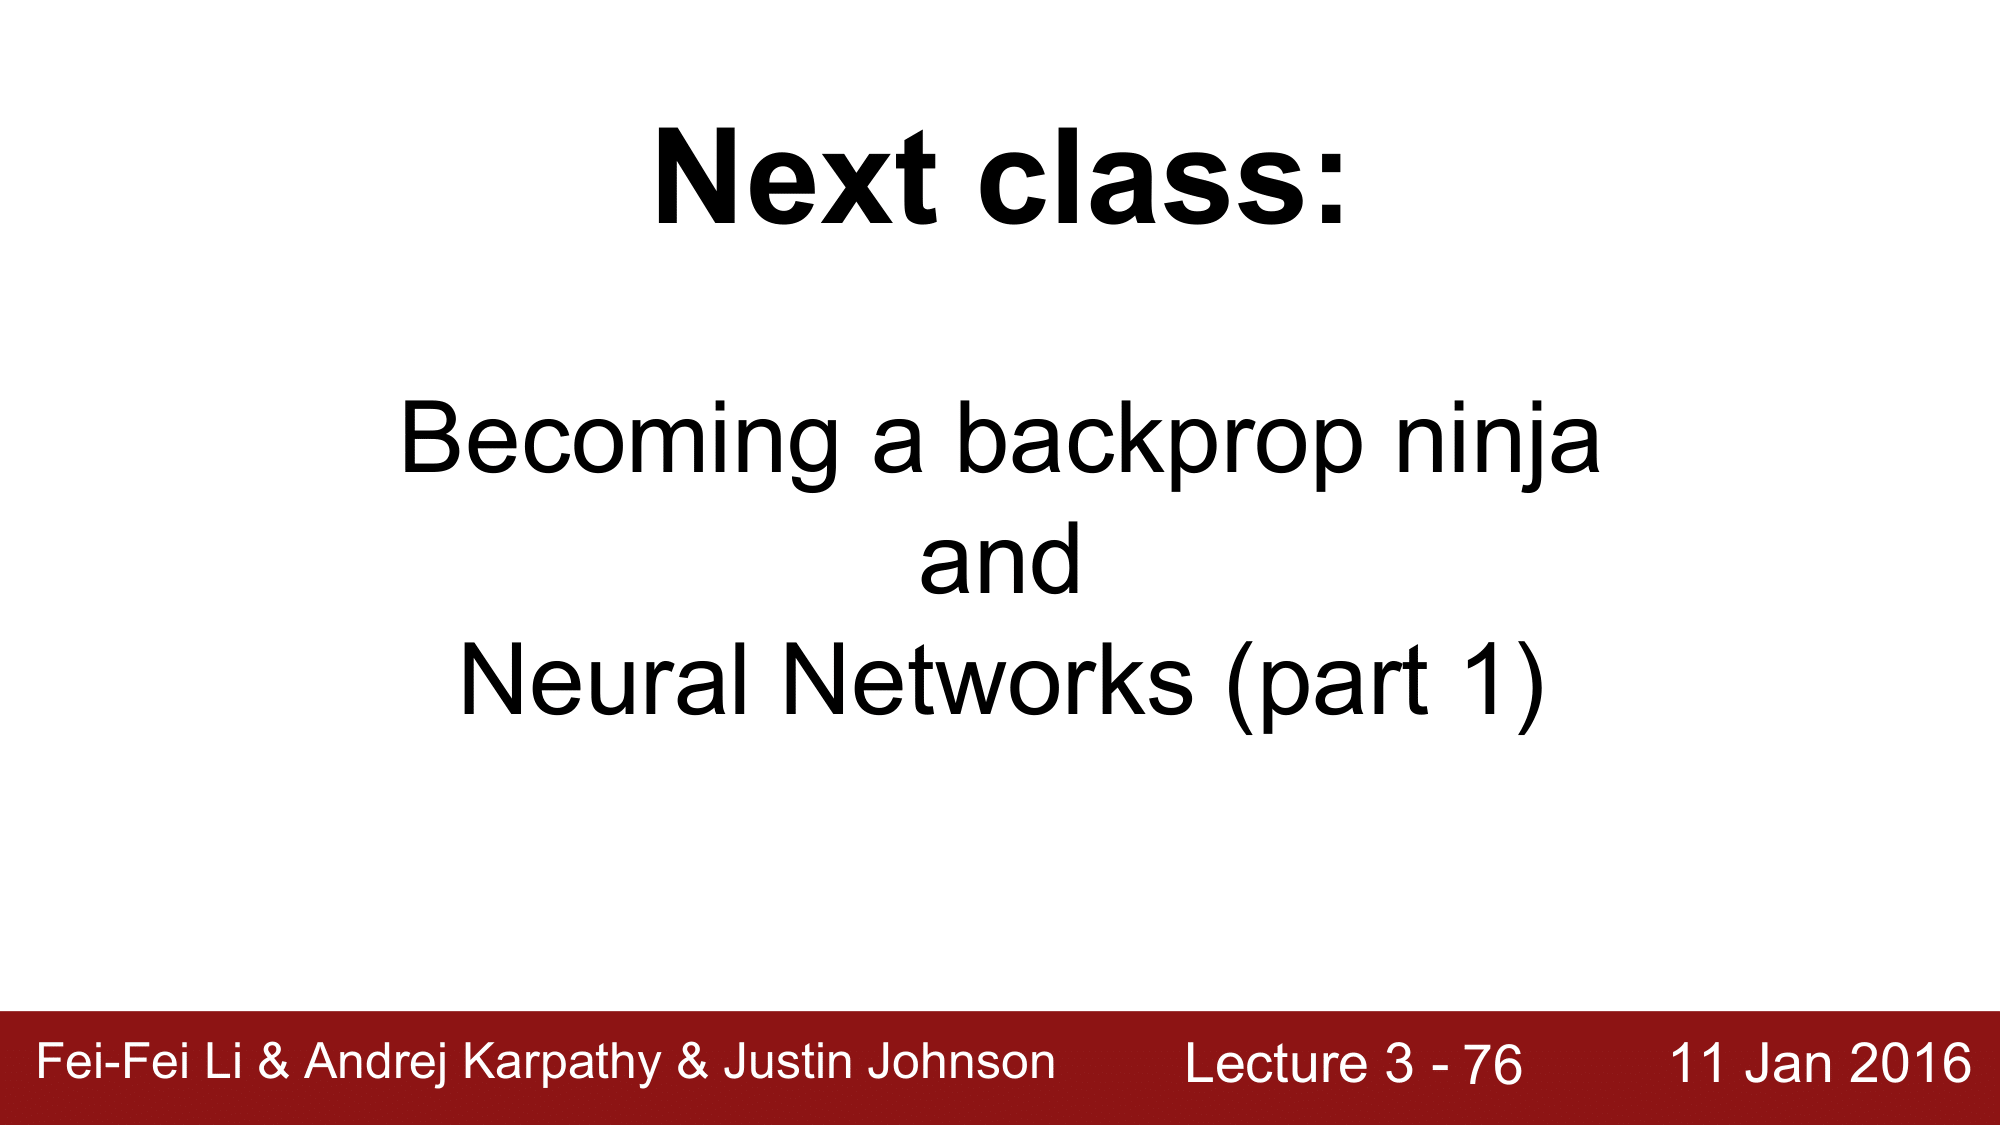 Next class:
Becoming a backprop ninja
and
Neural Networks (part 1)
Fei-Fei Li & Andrej Karpathy & Justin Johnson
Lecture 3 - 76
11 Jan 2016